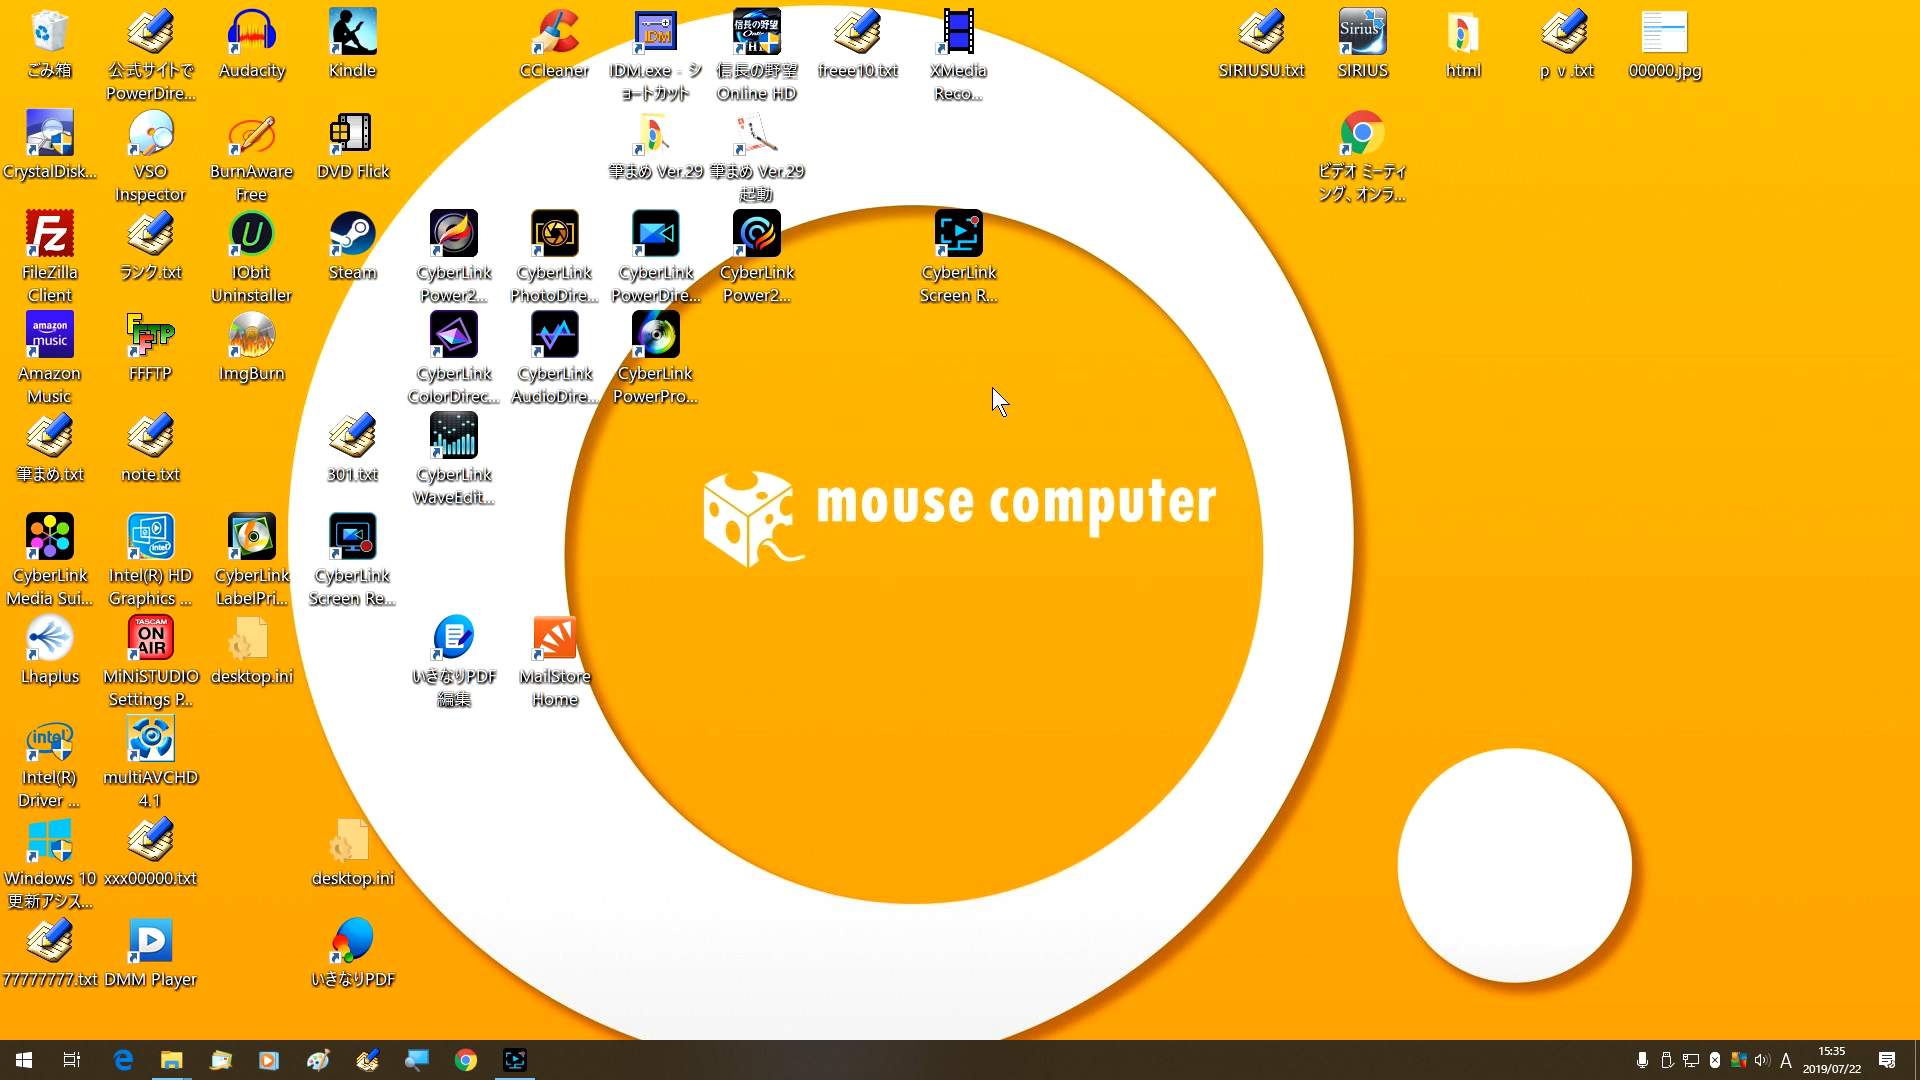 ごみ箱
公式サイトで
PowerDire...
Audacity
Kindle
CCleaner
IDM.exe - シ
ョートカット
信長の野望
Online HD
freee10.txt
XMedia
Reco...
SIRIUSU.txt
SIRIUS
html
ｐｖ.txt
00000.jpg
CrystalDisk...
VSO
Inspector
BurnAware
Free
DVD Flick
筆まめ Ver.29
筆まめ Ver.29
起動
ビデオ ミーティ
ング、オンラ...
FileZilla
Client
ランク.txt
IObit
Uninstaller
Steam
CyberLink
Power2...
CyberLink
PhotoDire...
CyberLink
PowerDire...
CyberLink
Power2...
CyberLink
Screen R...
amazon
music
Amazon
Music
FFFTP
ImgBurn
CyberLink
ColorDirec...
CyberLink
AudioDire...
CyberLink
PowerPro...
筆まめ.txt
note.txt
301.txt
CyberLink
WaveEdit...
mouse computer
CyberLink
Media Sui...
Intel(R) HD
Graphics ...
CyberLink
LabelPri...
CyberLink
Screen Re...
Lhaplus
TASCAM
ON
AIR
MiNiSTUDIO
Settings P...
desktop.ini
いきなりPDF
編集
MailStore
Home
Intel(R)
Driver ...
multiAVCHD
4.1
Windows 10
更新アシス...
xxx00000.txt
desktop.ini
77777777.txt
DMM Player
いきなりPDF
A
15:35
2019/07/22